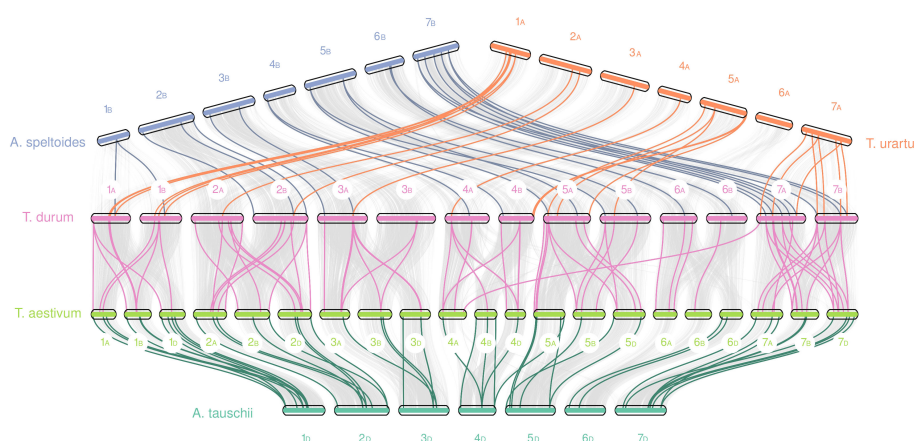 7B 1A
6B 2A
5B 3A
4B 4A
3B 5A
2B 6A
1B 7A
A. speltoides T. urartu
1A 1B 2A 2B 3A 3B 4A 4B 5A 5B 6A 6B 7A 7B
T. durum
T. aestivum
1A 1B 1D 2A 2B 2D 3A 3B 3D 4A 4B 4D 5A 5B 5D 6A 6B 6D 7A 7B 7D
A. tauschii
1D 2D 3D 4D 5D 6D 7D